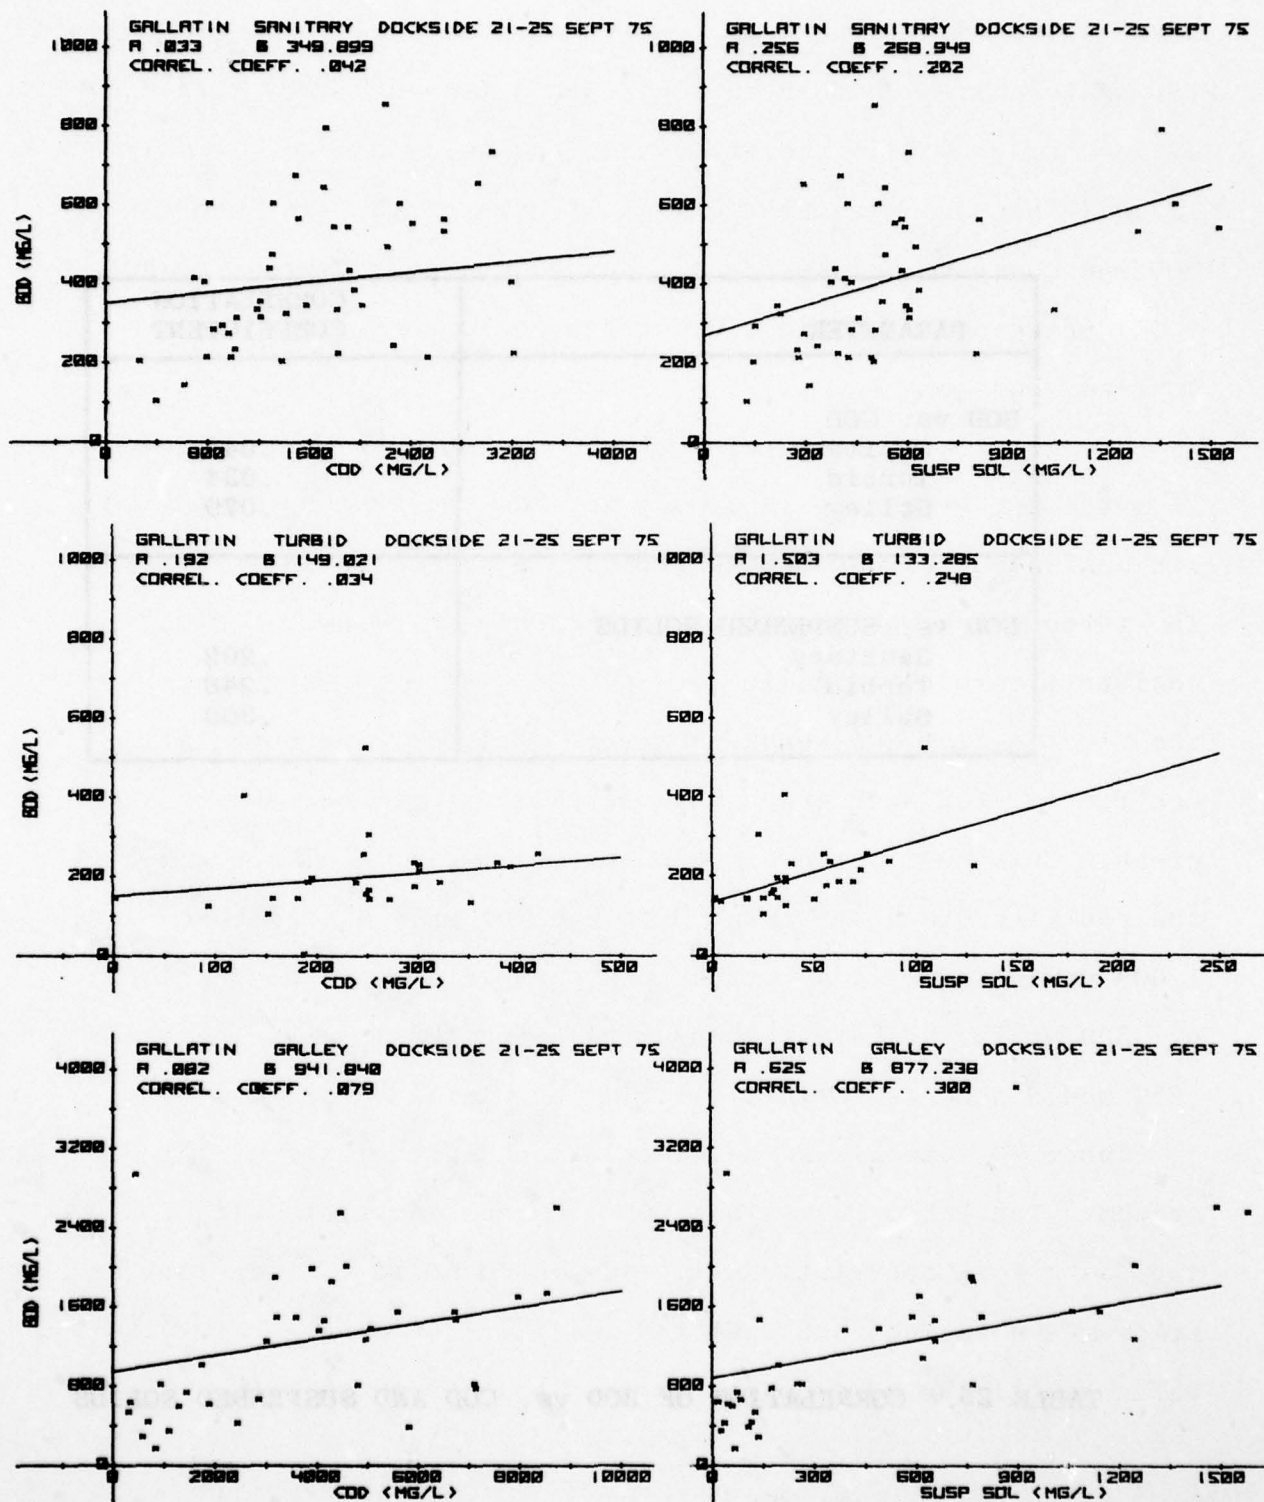 GALLATIN SANITARY DOCKSIDE 21-25 SEPT 75
A .033 B 349.899
CORREL. COEFF. .042
1000
800
600
400
200
0
BOD (MG/L)
0 800 1600 2400 3200 4000
COD (MG/L)
GALLATIN SANITARY DOCKSIDE 21-25 SEPT 75
A .256 B 268.949
CORREL. COEFF. .202
1000
800
600
400
200
0
0 300 600 900 1200 1500
SUSP SOL (MG/L)
GALLATIN TURBID DOCKSIDE 21-25 SEPT 75
A .192 B 149.021
CORREL. COEFF. .034
1000
800
600
400
200
0
BOD (MG/L)
0 100 200 300 400 500
COD (MG/L)
GALLATIN TURBID DOCKSIDE 21-25 SEPT 75
A 1.503 B 133.285
CORREL. COEFF. .248
1000
800
600
400
200
0
0 50 100 150 200 250
SUSP SOL (MG/L)
GALLATIN GALLEY DOCKSIDE 21-25 SEPT 75
A .082 B 941.840
CORREL. COEFF. .079
4000
3200
2400
1600
800
0
BOD (MG/L)
0 2000 4000 6000 8000 10000
COD (MG/L)
GALLATIN GALLEY DOCKSIDE 21-25 SEPT 75
A .625 B 877.238
CORREL. COEFF. .300
4000
3200
2400
1600
800
0
0 300 600 900 1200 1500
SUSP SOL (MG/L)